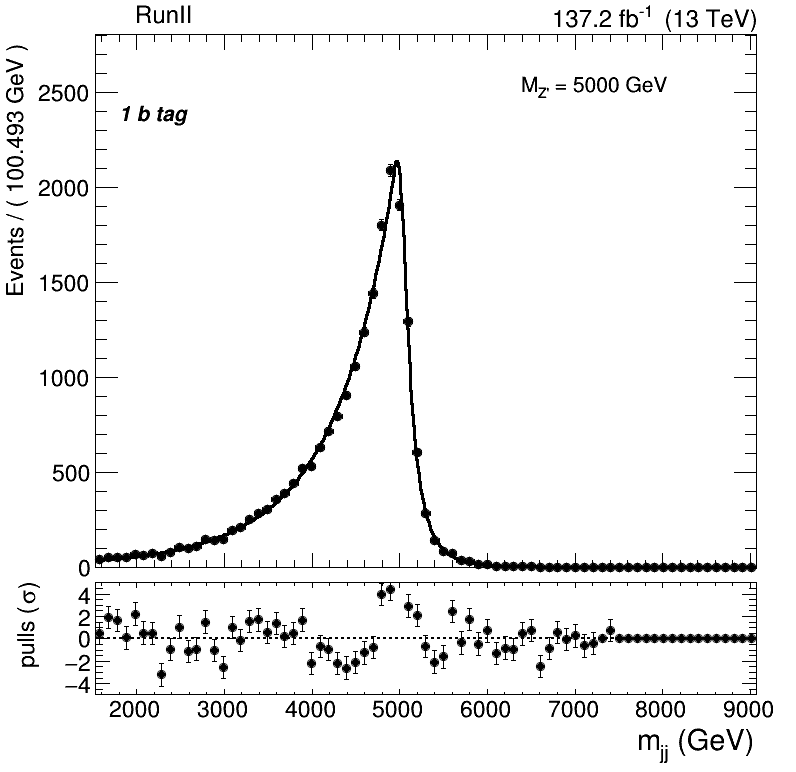 RunII
137.2 fb⁻¹ (13 TeV)
Events / ( 100.493 GeV )
2500
2000
1500
1000
500
0
1 b tag
M_Z' = 5000 GeV
pulls (σ)
4
2
0
−2
−4
2000 3000 4000 5000 6000 7000 8000 9000
m_jj (GeV)